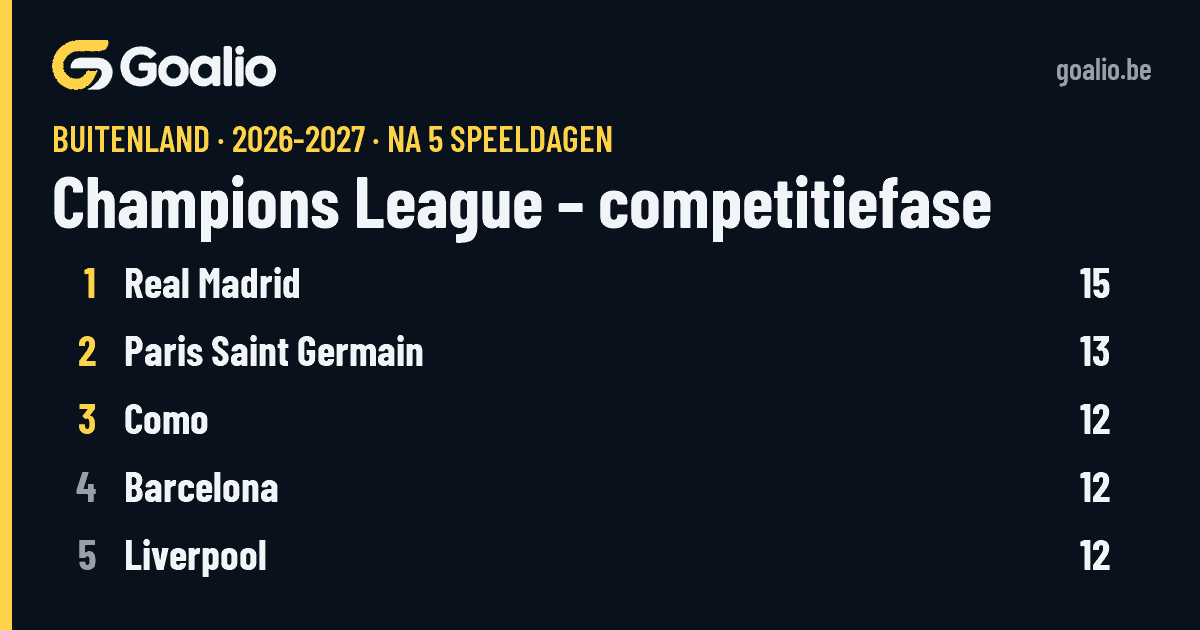 Goalio
goalio.be
BUITENLAND · 2026-2027 · NA 5 SPEELDAGEN
Champions League – competitiefase
1 Real Madrid 15
2 Paris Saint Germain 13
3 Como 12
4 Barcelona 12
5 Liverpool 12